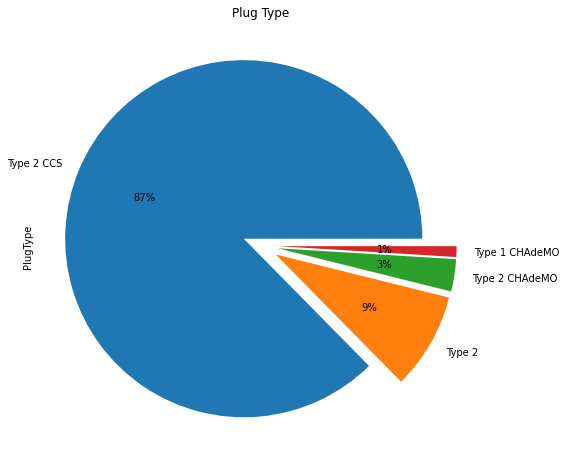 Plug Type
Type 2 CCS
87%
PlugType
1%
Type 1 CHAdeMO
3%
Type 2 CHAdeMO
9%
Type 2